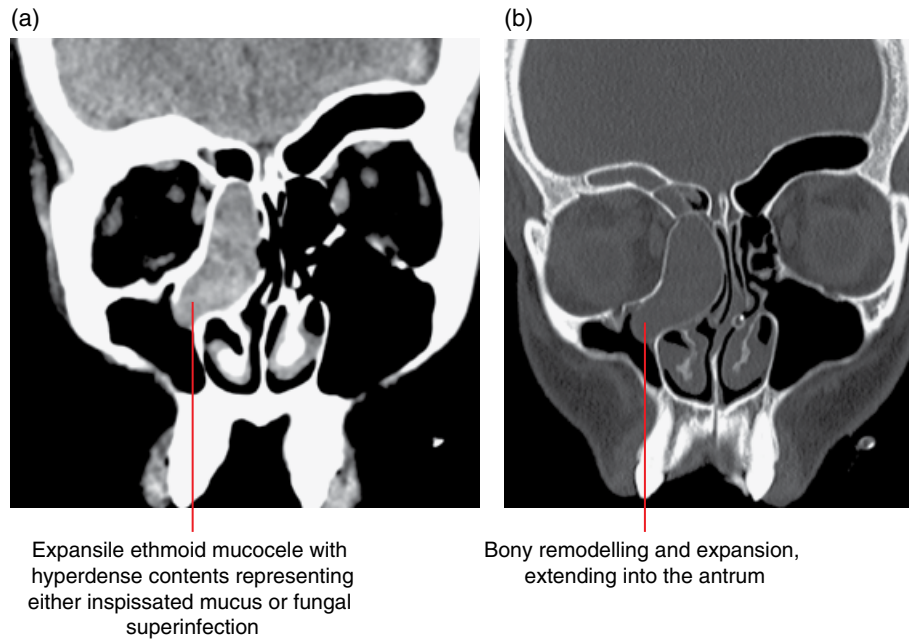 (a)
(b)
Expansile ethmoid mucocele with
hyperdense contents representing
either inspissated mucus or fungal
superinfection
Bony remodelling and expansion,
extending into the antrum